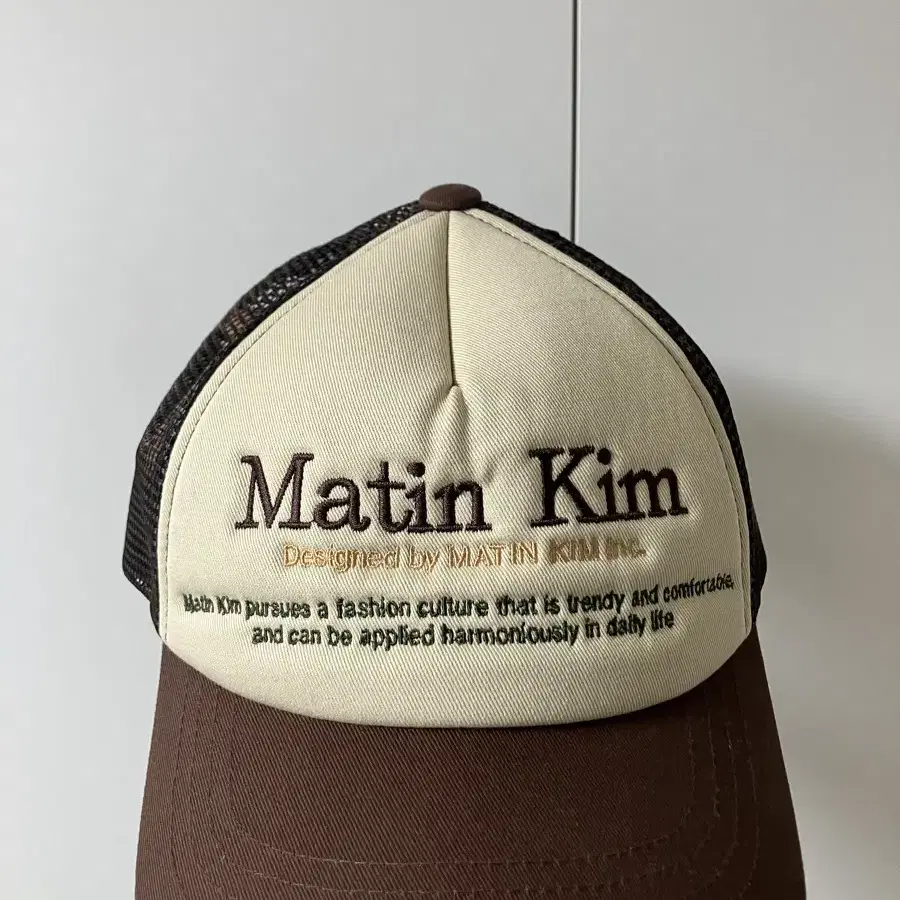 Matin Kim
Designed by MATIN KIM Inc.
Matin Kim pursues a fashion culture that is trendy and comfortable,
and can be applied harmoniously in daily life